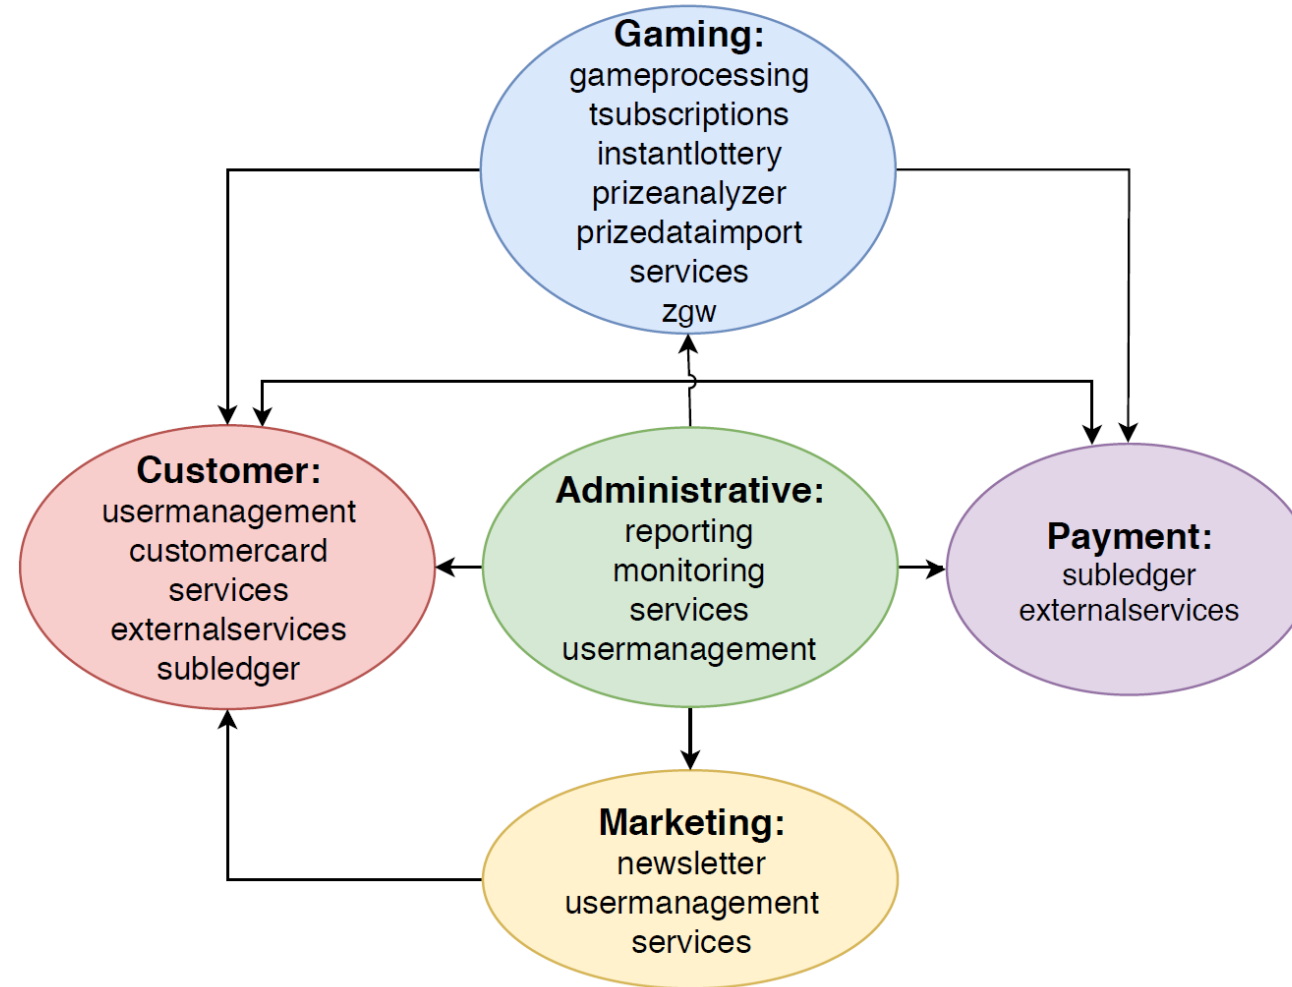 Gaming:
gameprocessing
tsubscriptions
instantlottery
prizeanalyzer
prizedataimport
services
zgw
Customer:
usermanagement
customercard
services
externalservices
subledger
Administrative:
reporting
monitoring
services
usermanagement
Payment:
subledger
externalservices
Marketing:
newsletter
usermanagement
services